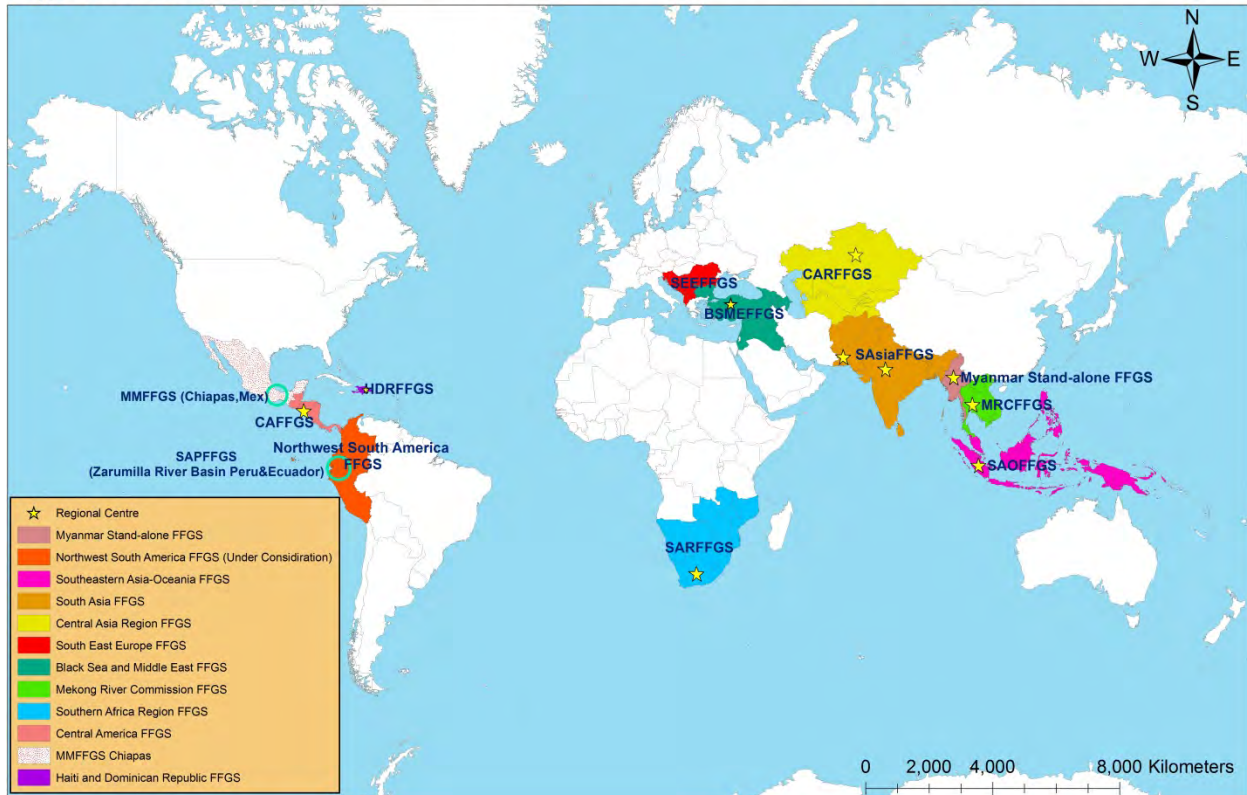 N
W E
S
CARFFGS
SEEFFGS
BSMEFFGS
SAsiaFFGS
Myanmar Stand-alone FFGS
HDRFFGS
MMFFGS (Chiapas,Mex)
MRCFFGS
CAFFGS
Northwest South America
FFGS
SAPFFGS
(Zarumilla River Basin Peru&Ecuador)
SAOFFGS
SARFFGS
Regional Centre
Myanmar Stand-alone FFGS
Northwest South America FFGS (Under Considiration)
Southeastern Asia-Oceania FFGS
South Asia FFGS
Central Asia Region FFGS
South East Europe FFGS
Black Sea and Middle East FFGS
Mekong River Commission FFGS
Southern Africa Region FFGS
Central America FFGS
MMFFGS Chiapas
Haiti and Dominican Republic FFGS
0 2,000 4,000 8,000 Kilometers